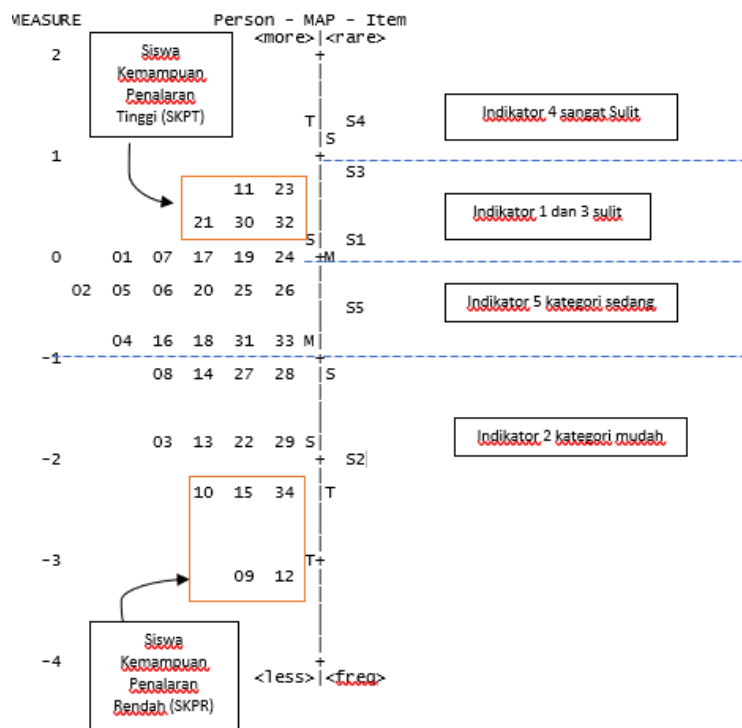 MEASURE Person - MAP - Item
<more>|<rare>
2
Siswa
Kemampuan
Penalaran
Tinggi (SKPT)
T S4
Indikator 4 sangat Sulit
S
1
S3
11 23
Indikator 1 dan 3 sulit
21 30 32
S S1
0 01 07 17 19 24 M
02 05 06 20 25 26
Indikator 5 kategori sedang
S5
04 16 18 31 33 M
-1
08 14 27 28 S
Indikator 2 kategori mudah
03 13 22 29 S
-2 S2
10 15 34 T
-3 T
09 12
Siswa
Kemampuan
Penalaran
Rendah (SKPR)
-4
<less>|<freq>